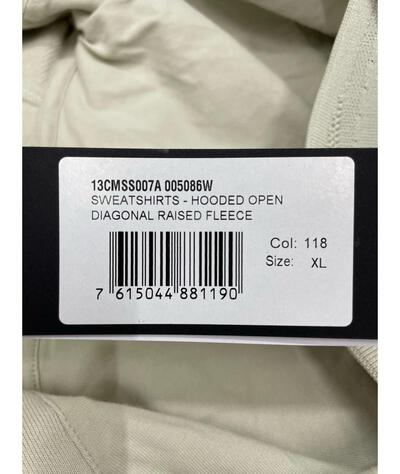 13CMSS007A 005086W
SWEATSHIRTS - HOODED OPEN
DIAGONAL RAISED FLEECE
Col: 118
Size: XL
7 615044 881190